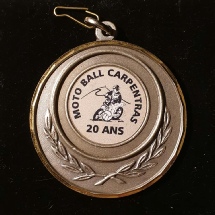 MOTO BALL CARPENTRAS
20 ANS